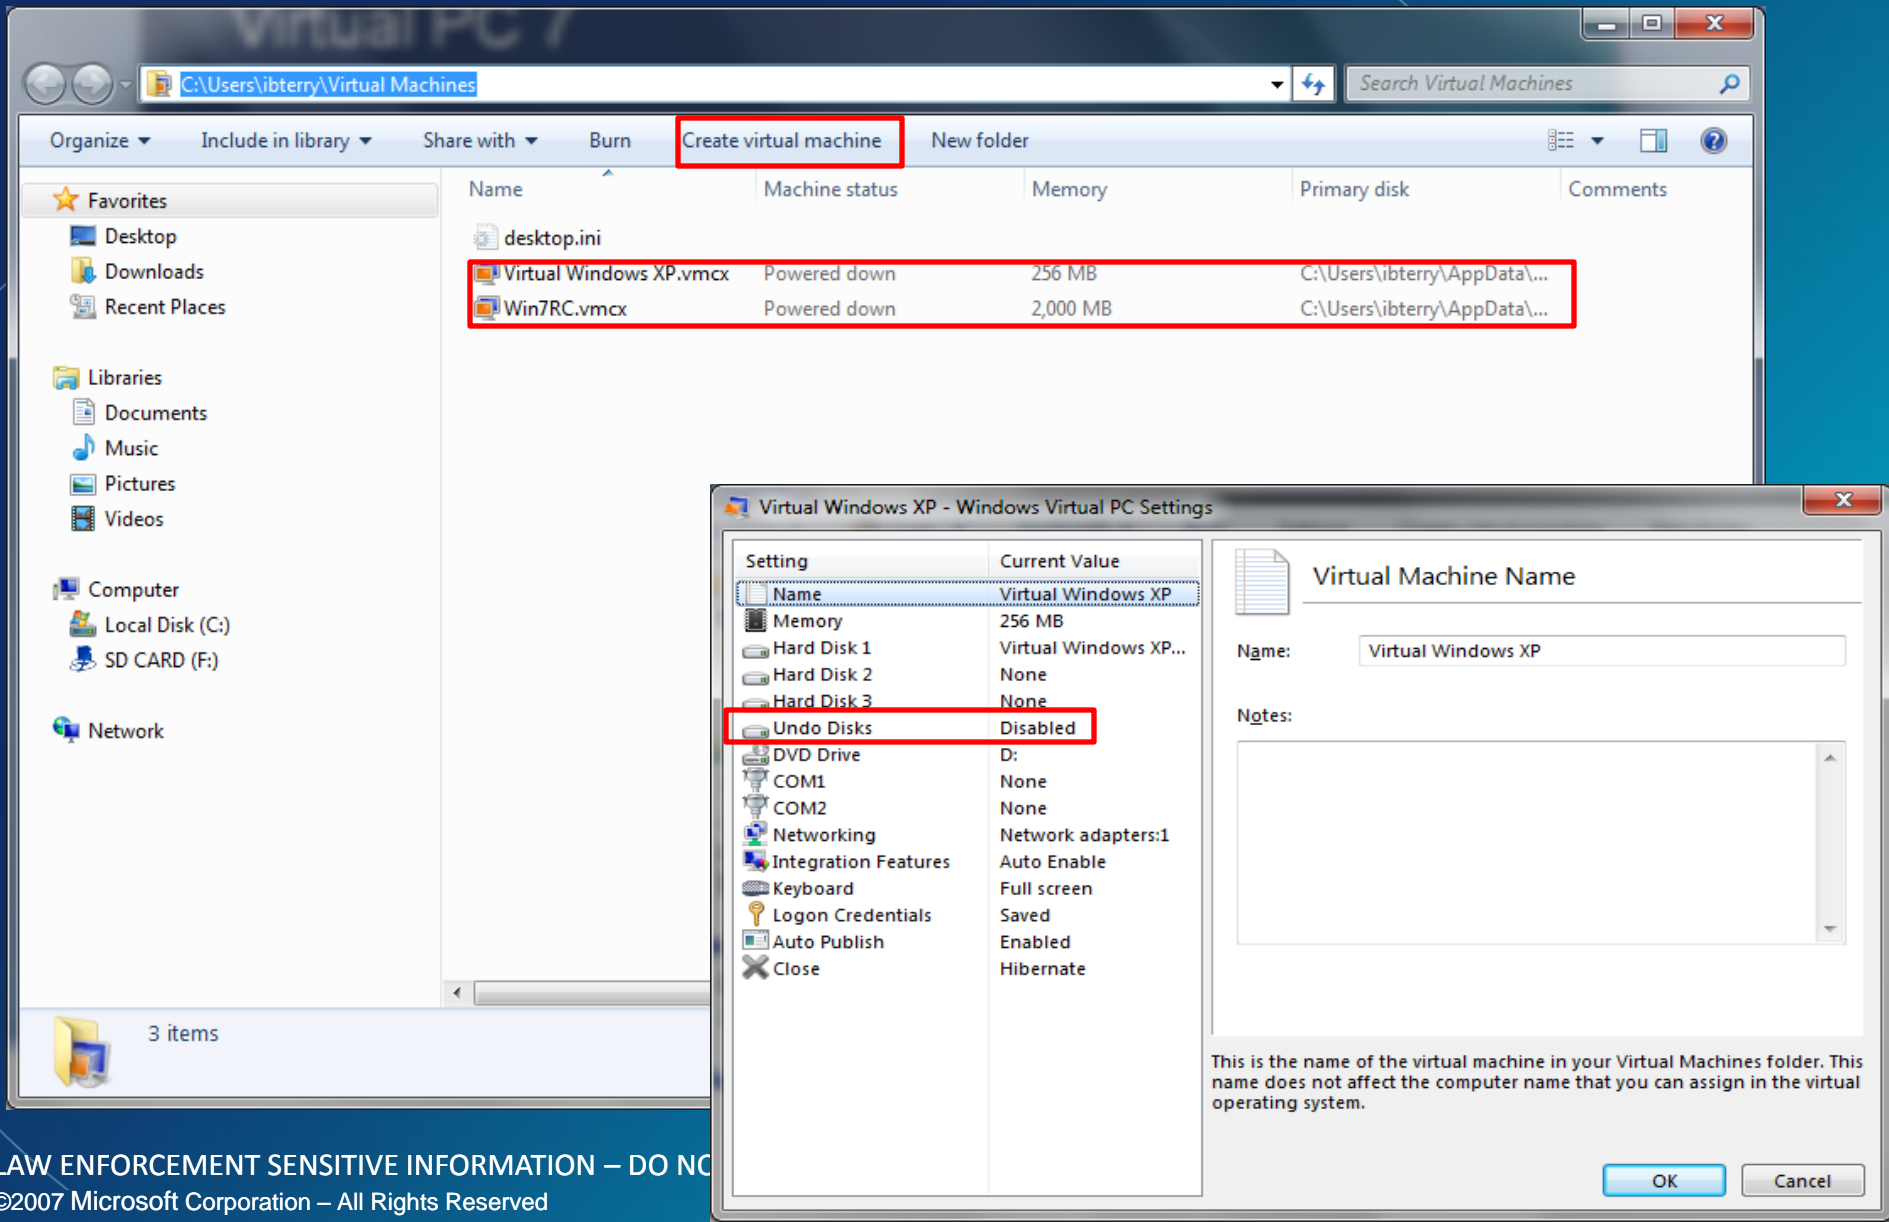 Virtual PC 7
C:\Users\ibterry\Virtual Machines
Search Virtual Machines
Organize Include in library Share with Burn Create virtual machine New folder
Name Machine status Memory Primary disk Comments
desktop.ini
Virtual Windows XP.vmcx Powered down 256 MB C:\Users\ibterry\AppData\...
Win7RC.vmcx Powered down 2,000 MB C:\Users\ibterry\AppData\...
Favorites
Desktop
Downloads
Recent Places
Libraries
Documents
Music
Pictures
Videos
Computer
Local Disk (C:)
SD CARD (F:)
Network
3 items
Virtual Windows XP - Windows Virtual PC Settings
Setting Current Value
Name Virtual Windows XP
Memory 256 MB
Hard Disk 1 Virtual Windows XP...
Hard Disk 2 None
Hard Disk 3 None
Undo Disks Disabled
DVD Drive D:
COM1 None
COM2 None
Networking Network adapters:1
Integration Features Auto Enable
Keyboard Full screen
Logon Credentials Saved
Auto Publish Enabled
Close Hibernate
Virtual Machine Name
Name: Virtual Windows XP
Notes:
This is the name of the virtual machine in your Virtual Machines folder. This
name does not affect the computer name that you can assign in the virtual
operating system.
OK Cancel
LAW ENFORCEMENT SENSITIVE INFORMATION – DO
©2007 Microsoft Corporation – All Rights Reserved